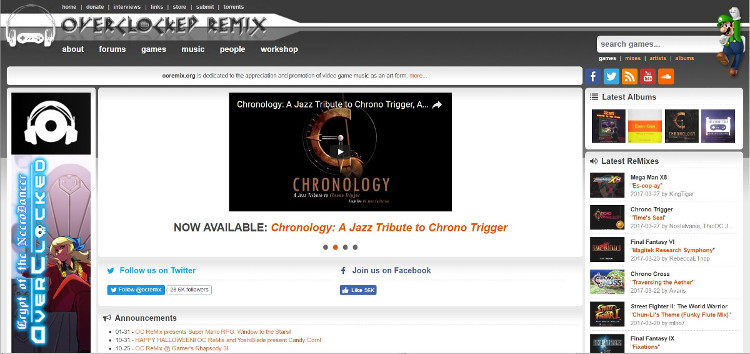 home | donate | interviews | links | store | submit | torrents
OVERCLOCKED REMIX
about forums games music people workshop
search games...
games | mixes | artists | albums
ocremix.org is dedicated to the appreciation and promotion of video game music as an art form. more...
Crypt of the NecroDancer
OverClocked
Chronology: A Jazz Tribute to Chrono Trigger, A...
CHRONOLOGY
A Jazz Tribute to Chrono Trigger
NOW AVAILABLE: Chronology: A Jazz Tribute to Chrono Trigger
Follow us on Twitter
Join us on Facebook
Follow @ocremix
28.6K followers
Like 56K
Announcements
01-31 - OC ReMix presents Super Mario RPG: Window to the Stars!
10-31 - HAPPY HALLOWEEN! OC ReMix and YoshiBlade present Candy Corn!
10-25 - OC ReMix @ Gamer's Rhapsody 3!
Latest Albums
Latest ReMixes
Mega Man X8
"Es-cop-ay"
2017-03-27 by KingTiger
Chrono Trigger
"Time's Seal"
2017-03-26 by Nostalvania, The OC J...
Final Fantasy VI
"Magitek Research Symphony"
2017-03-23 by RebeccaETripp
Chrono Cross
"Traversing the Aether"
2017-03-22 by Avaris
Street Fighter II: The World Warrior
"Chun-Li's Theme (Funky Flute Mix)"
Final Fantasy IX
"Fixations"